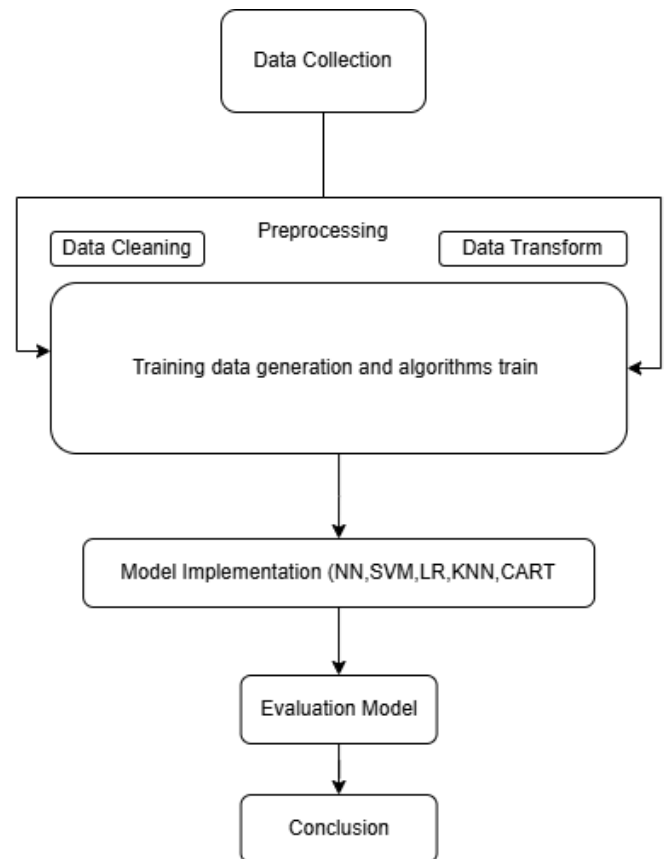 Data Collection
Preprocessing
Data Cleaning
Data Transform
Training data generation and algorithms train
Model Implementation (NN,SVM,LR,KNN,CART
Evaluation Model
Conclusion